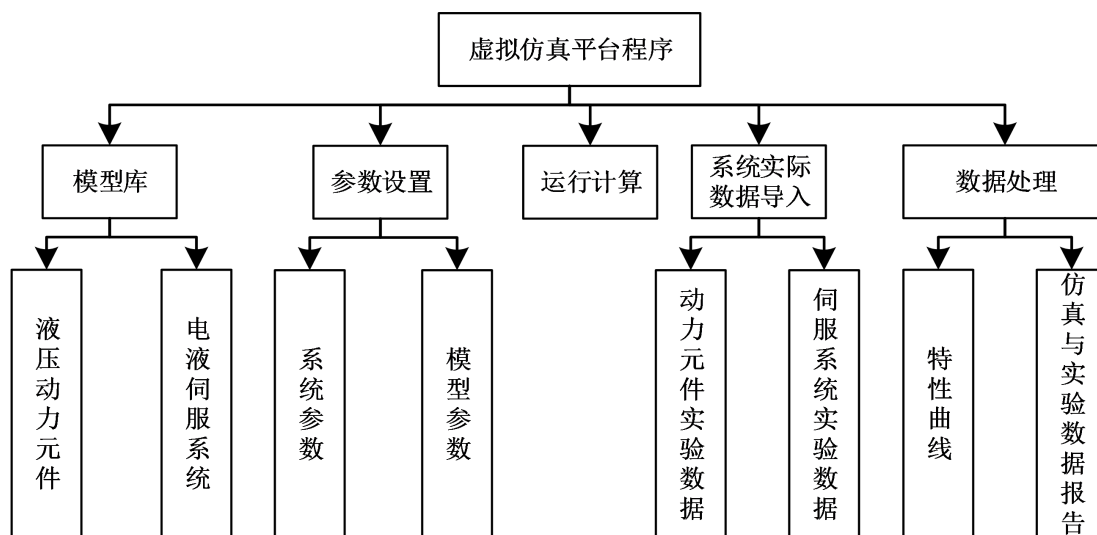 虚拟仿真平台程序
模型库
参数设置
运行计算
系统实际
数据导入
数据处理
液压动力元件
电液伺服系统
系统参数
模型参数
动力元件实验数据
伺服系统实验数据
特性曲线
仿真与实验数据报告